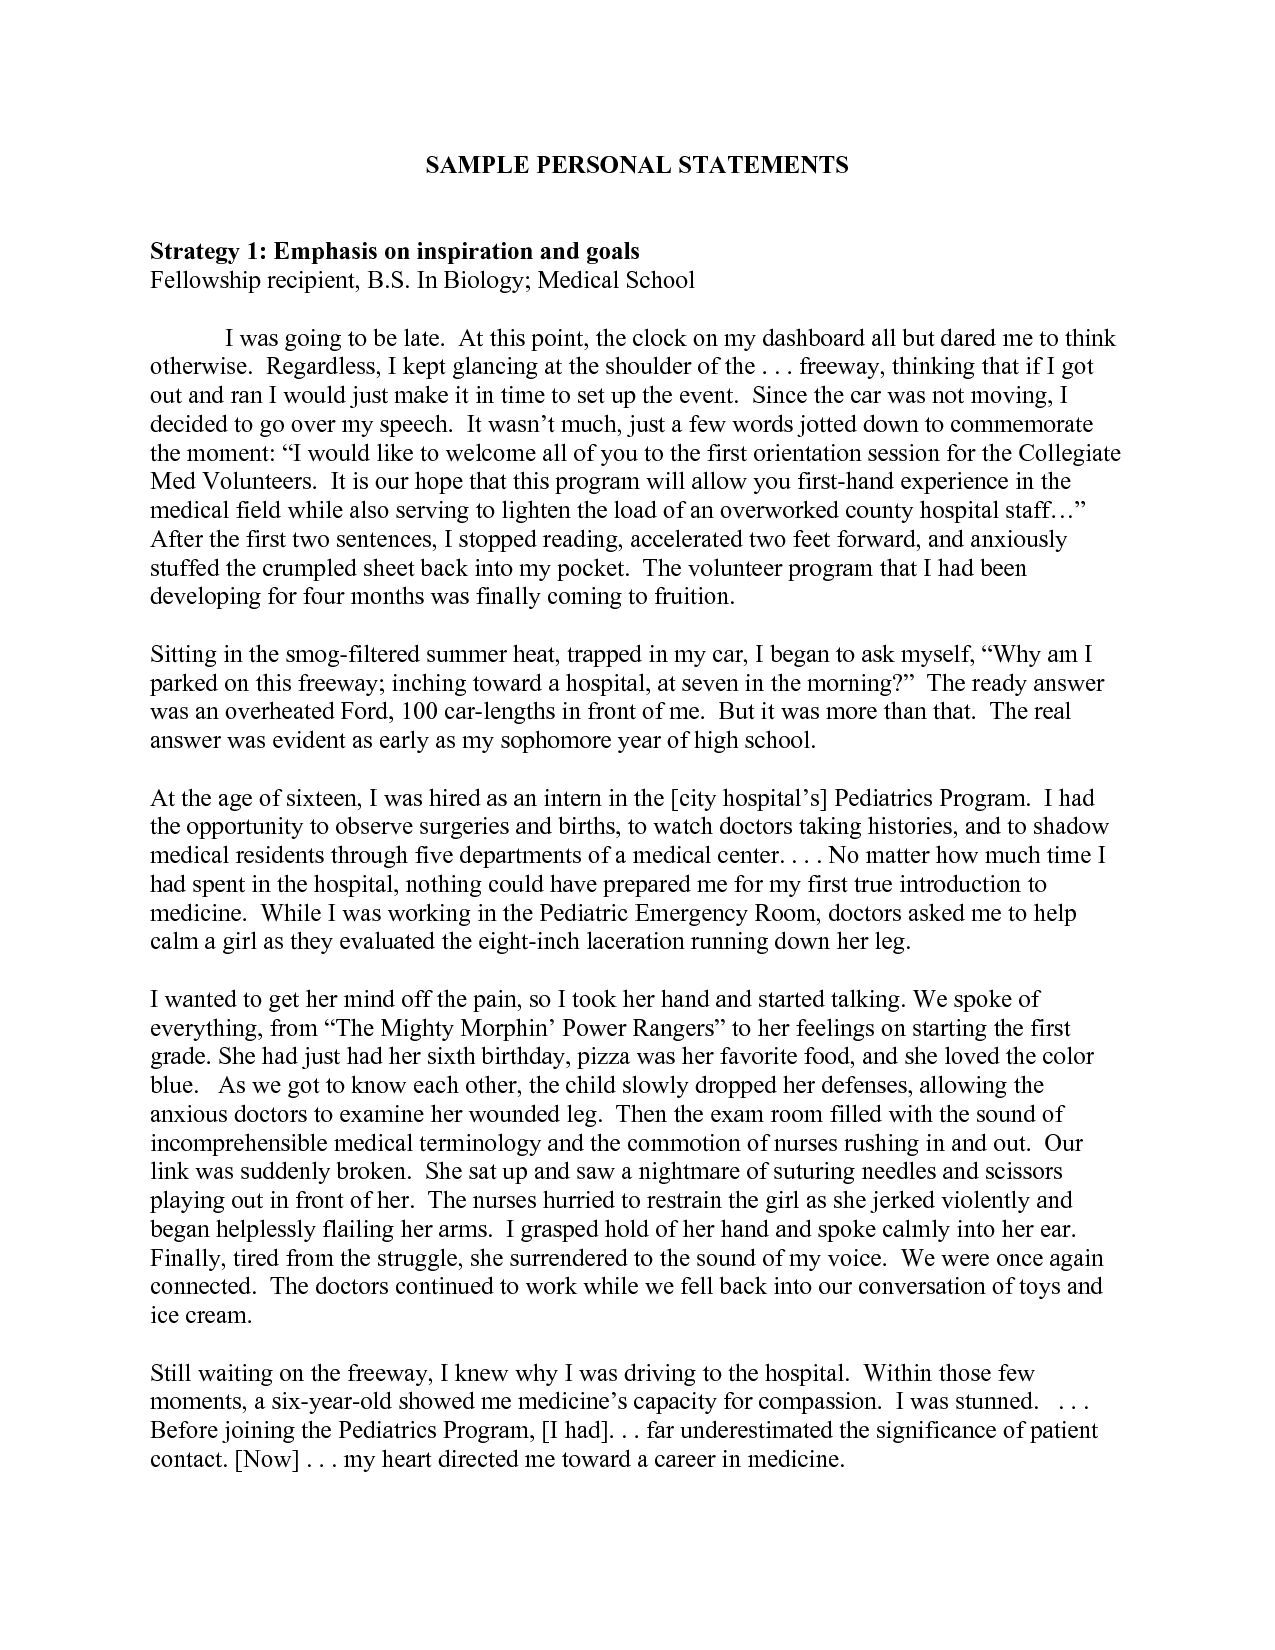 SAMPLE PERSONAL STATEMENTS
Strategy 1: Emphasis on inspiration and goals
Fellowship recipient, B.S. In Biology; Medical School
I was going to be late.  At this point, the clock on my dashboard all but dared me to think
otherwise.  Regardless, I kept glancing at the shoulder of the . . . freeway, thinking that if I got
out and ran I would just make it in time to set up the event.  Since the car was not moving, I
decided to go over my speech.  It wasn’t much, just a few words jotted down to commemorate
the moment: “I would like to welcome all of you to the first orientation session for the Collegiate
Med Volunteers.  It is our hope that this program will allow you first-hand experience in the
medical field while also serving to lighten the load of an overworked county hospital staff…”
After the first two sentences, I stopped reading, accelerated two feet forward, and anxiously
stuffed the crumpled sheet back into my pocket.  The volunteer program that I had been
developing for four months was finally coming to fruition.
Sitting in the smog-filtered summer heat, trapped in my car, I began to ask myself, “Why am I
parked on this freeway; inching toward a hospital, at seven in the morning?”  The ready answer
was an overheated Ford, 100 car-lengths in front of me.  But it was more than that.  The real
answer was evident as early as my sophomore year of high school.
At the age of sixteen, I was hired as an intern in the [city hospital’s] Pediatrics Program.  I had
the opportunity to observe surgeries and births, to watch doctors taking histories, and to shadow
medical residents through five departments of a medical center. . . . No matter how much time I
had spent in the hospital, nothing could have prepared me for my first true introduction to
medicine.  While I was working in the Pediatric Emergency Room, doctors asked me to help
calm a girl as they evaluated the eight-inch laceration running down her leg.
I wanted to get her mind off the pain, so I took her hand and started talking. We spoke of
everything, from “The Mighty Morphin’ Power Rangers” to her feelings on starting the first
grade. She had just had her sixth birthday, pizza was her favorite food, and she loved the color
blue.   As we got to know each other, the child slowly dropped her defenses, allowing the
anxious doctors to examine her wounded leg.  Then the exam room filled with the sound of
incomprehensible medical terminology and the commotion of nurses rushing in and out.  Our
link was suddenly broken.  She sat up and saw a nightmare of suturing needles and scissors
playing out in front of her.  The nurses hurried to restrain the girl as she jerked violently and
began helplessly flailing her arms.  I grasped hold of her hand and spoke calmly into her ear.
Finally, tired from the struggle, she surrendered to the sound of my voice.  We were once again
connected.  The doctors continued to work while we fell back into our conversation of toys and
ice cream.
Still waiting on the freeway, I knew why I was driving to the hospital.  Within those few
moments, a six-year-old showed me medicine’s capacity for compassion.  I was stunned.   . . .
Before joining the Pediatrics Program, [I had]. . . far underestimated the significance of patient
contact. [Now] . . . my heart directed me toward a career in medicine.